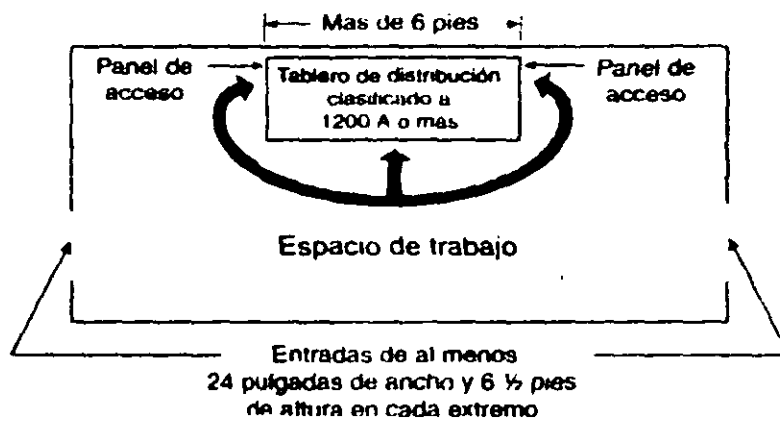 Mas de 6 pies
Panel de
acceso
Tablero de distribución
clasificado a
1200 A o mas
Panel de
acceso
Espacio de trabajo
Entradas de al menos
24 pulgadas de ancho y 6 ½ pies
de altura en cada extremo